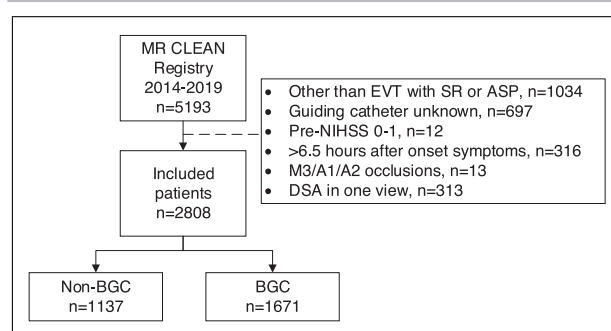 MR CLEAN
Registry
2014-2019
n=5193
• Other than EVT with SR or ASP, n=1034
• Guiding catheter unknown, n=697
• Pre-NIHSS 0-1, n=12
• >6.5 hours after onset symptoms, n=316
• M3/A1/A2 occlusions, n=13
• DSA in one view, n=313
Included
patients
n=2808
Non-BGC
n=1137
BGC
n=1671